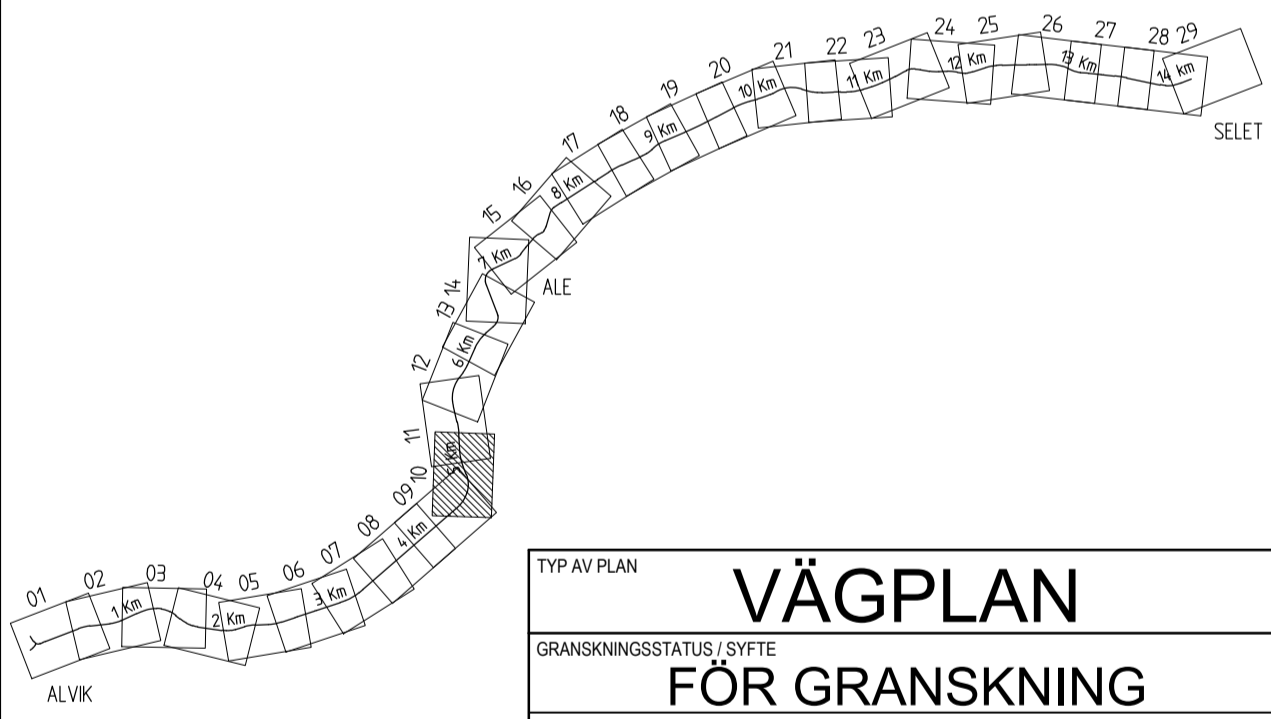 01
02
03
04
05
06
07
08
09
10
11
12
13
14
15
16
17
18
19
20
21
22
23
24
25
26
27
28
29
1 Km
2 Km
3 Km
4 Km
5 Km
6 Km
7 Km
8 Km
9 Km
10 Km
11 Km
12 Km
13 Km
14 Km
ALVIK
ALE
SELET
TYP AV PLAN
VÄGPLAN
GRANSKNINGSSTATUS / SYFTE
FÖR GRANSKNING